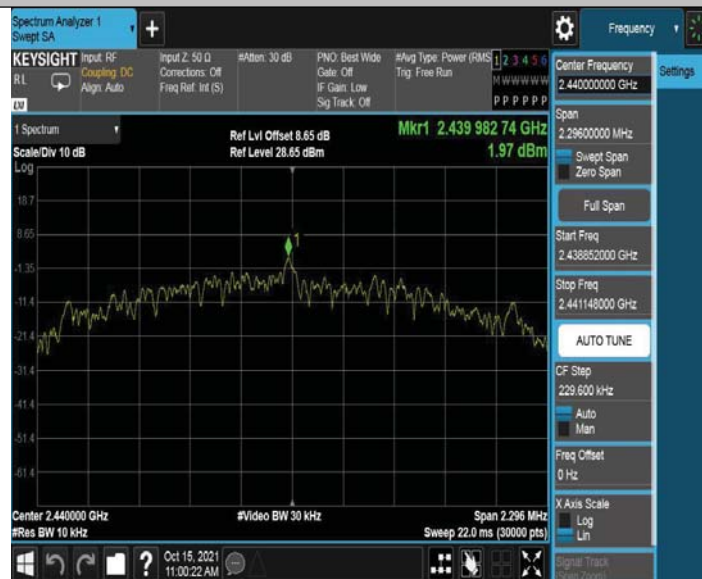 Spectrum Analyzer 1
Swept SA
+
Frequency
KEYSIGHT
RL
LXI
Input: RF
Coupling: DC
Align: Auto
Input Z: 50 Ω
Corrections: Off
Freq Ref: Int (S)
#Atten: 30 dB
PNO: Best Wide
Gate: Off
IF Gain: Low
Sig Track: Off
#Avg Type: Power (RMS
Trig: Free Run
1 2 3 4 5 6
M W W W W W
P P P P P P
1 Spectrum
Scale/Div 10 dB
Ref Lvl Offset 8.65 dB
Ref Level 28.65 dBm
Mkr1 2.439 982 74 GHz
1.97 dBm
Log
18.7
8.65
-1.35
-11.4
-21.4
-31.4
-41.4
-51.4
-61.4
1
Center 2.440000 GHz
#Res BW 10 kHz
#Video BW 30 kHz
Span 2.296 MHz
Sweep 22.0 ms (30000 pts)
Center Frequency
2.440000000 GHz
Settings
Span
2.29600000 MHz
Swept Span
Zero Span
Full Span
Start Freq
2.438852000 GHz
Stop Freq
2.441148000 GHz
AUTO TUNE
CF Step
229.600 kHz
Auto
Man
Freq Offset
0 Hz
X Axis Scale
Log
Lin
Signal Track
(Span Zoom)
?
Oct 15, 2021
11:00:22 AM